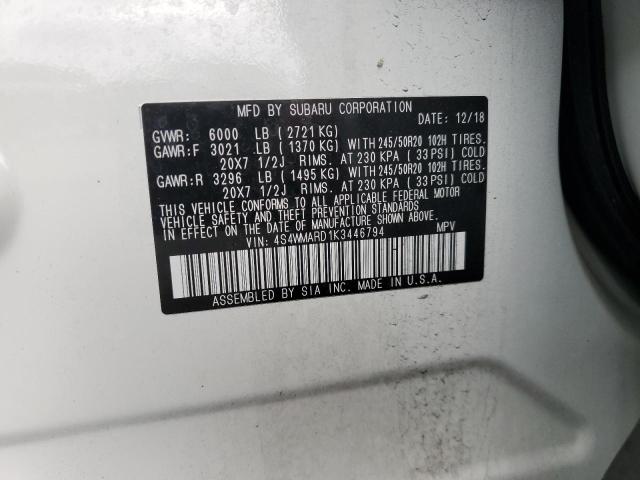 MFD BY SUBARU CORPORATION
DATE: 12/18
GVWR: 6000 LB (2721 KG)
GAWR:F 3021 LB (1370 KG) WITH 245/50R20 102H TIRES.
20X7 1/2J RIMS. AT 230 KPA (33 PSI) COLD
GAWR:R 3296 LB (1495 KG) WITH 245/50R20 102H TIRES.
20X7 1/2J RIMS. AT 230 KPA (33 PSI) COLD
THIS VEHICLE CONFORMS TO ALL APPLICABLE FEDERAL MOTOR
VEHICLE SAFETY AND THEFT PREVENTION STANDARDS
IN EFFECT ON THE DATE OF MANUFACTURE SHOWN ABOVE.
VIN: 4S4WMARD1K3446794 MPV
ASSEMBLED BY SIA INC. MADE IN U.S.A.